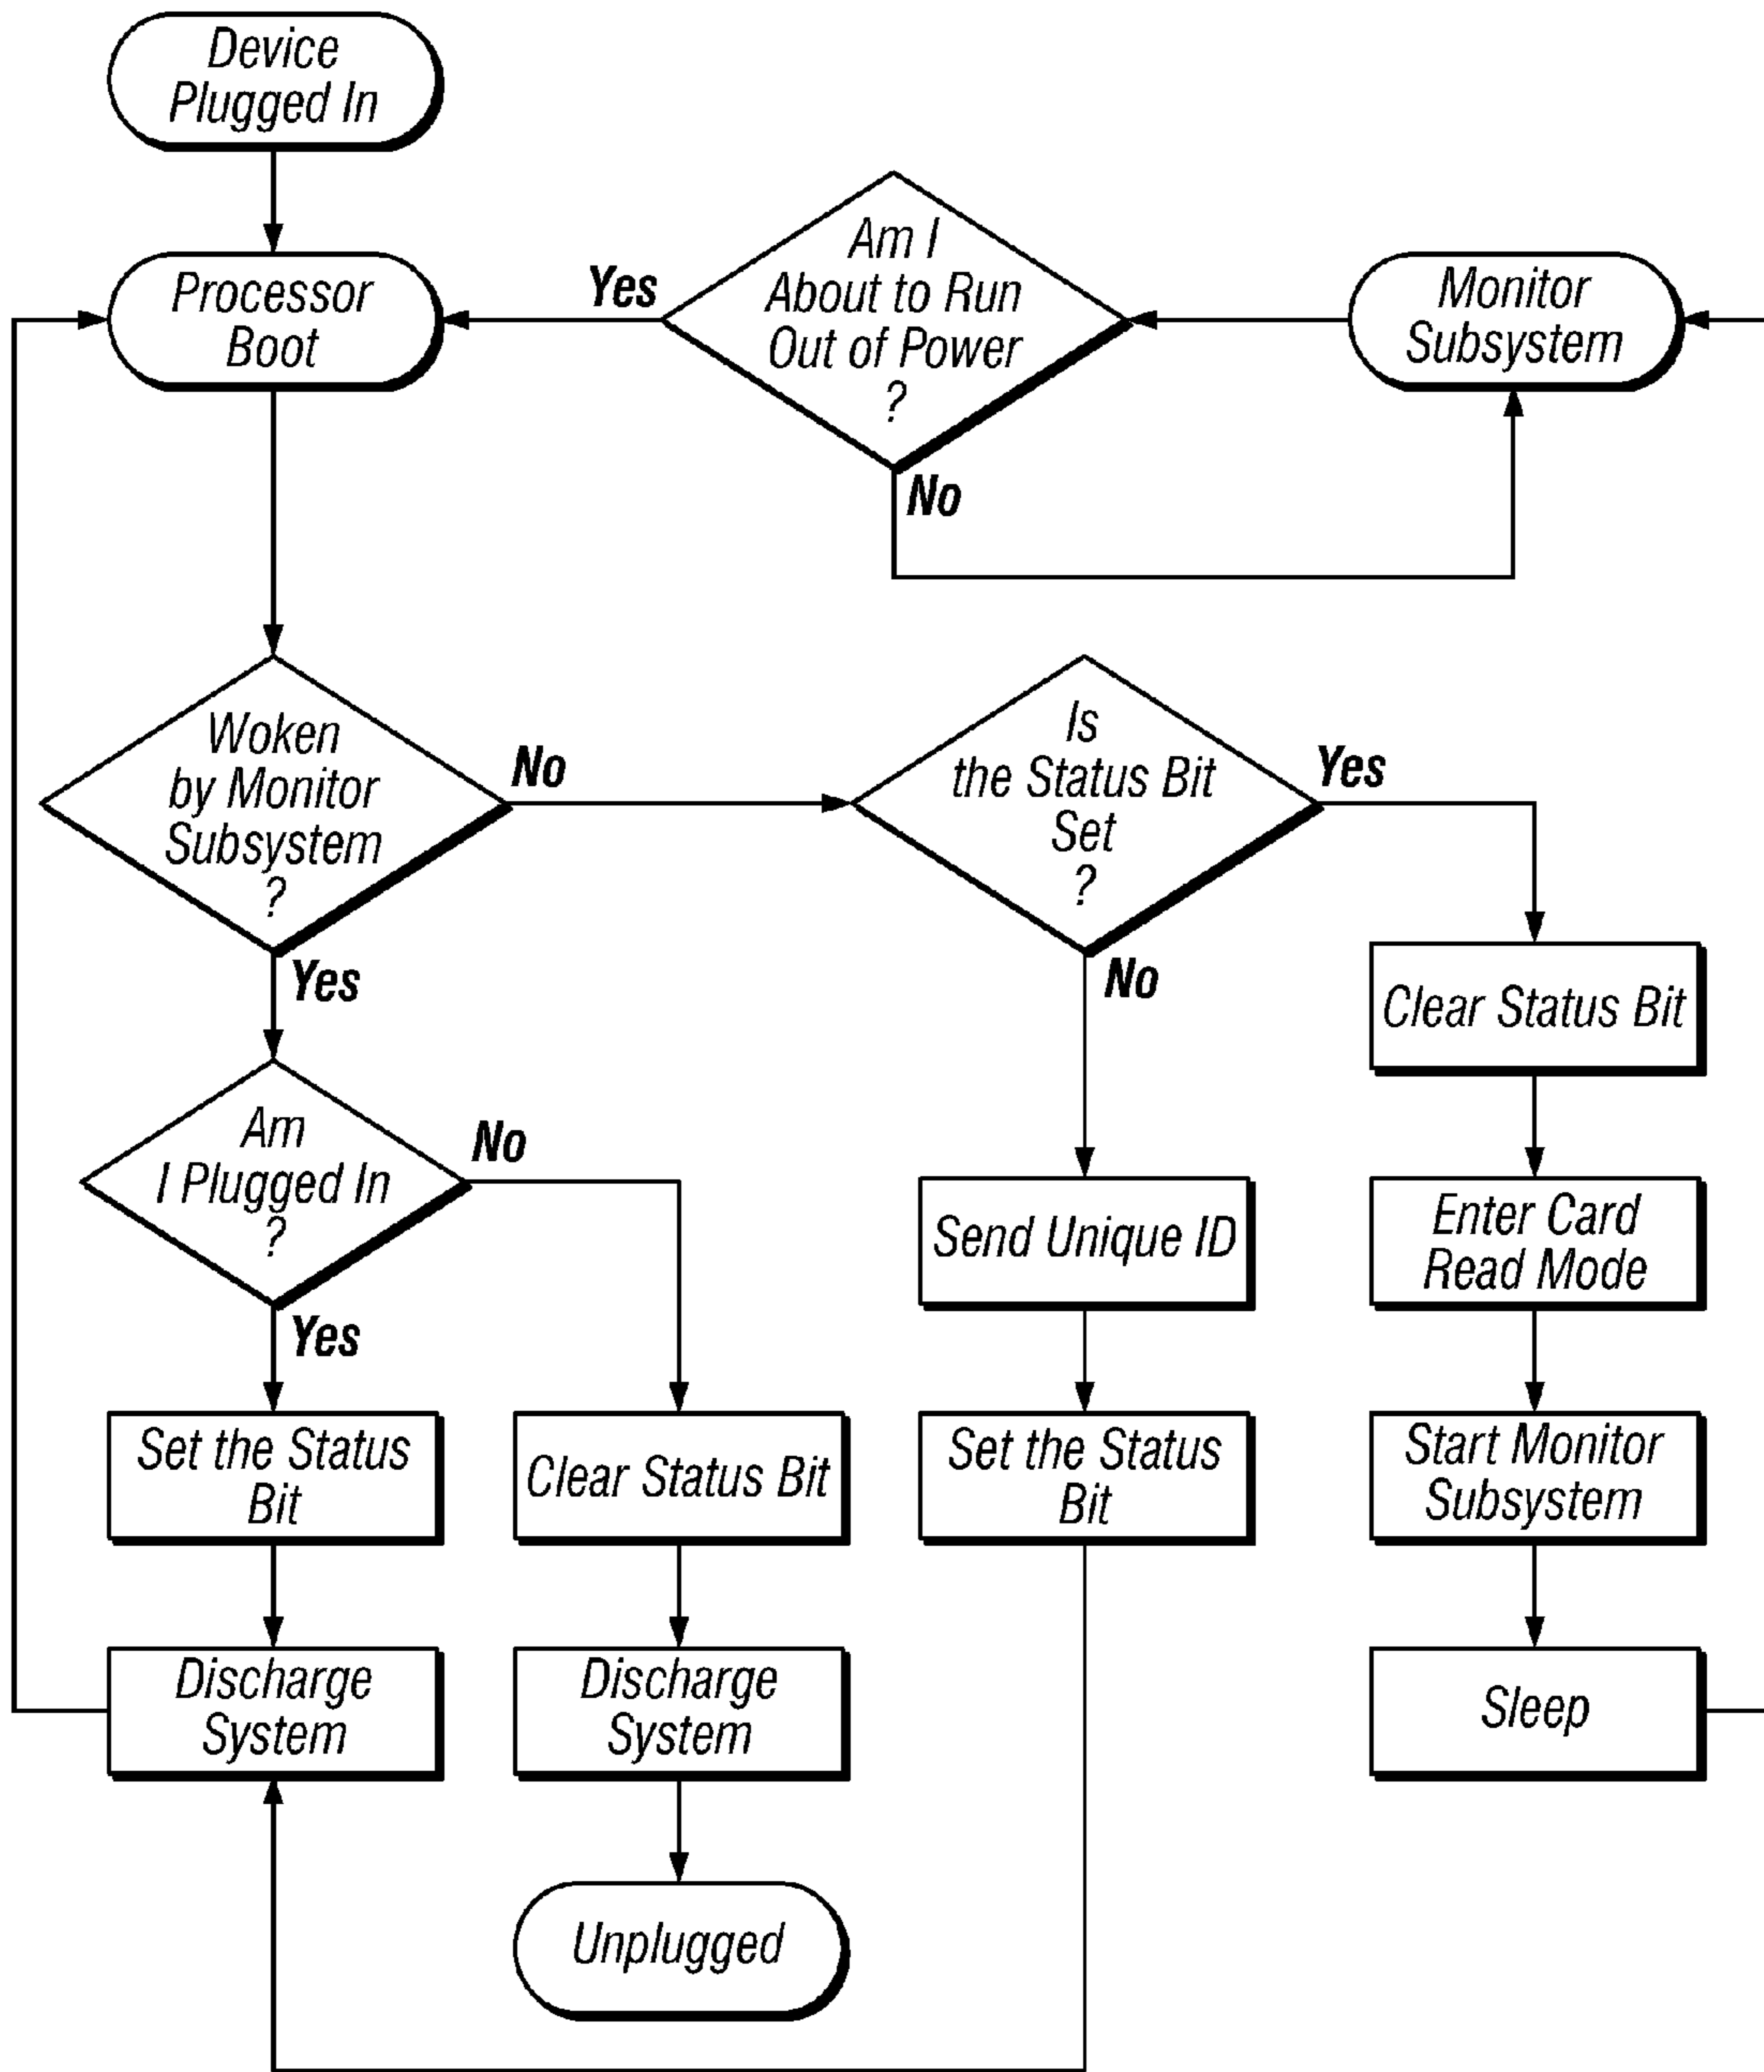 Device
Plugged In
Processor
Boot
Yes
Am I
About to Run
Out of Power
?
No
Monitor
Subsystem
Woken
by Monitor
Subsystem
?
No
Yes
Is
the Status Bit
Set
?
Yes
No
Clear Status Bit
Am
I Plugged In
?
No
Yes
Send Unique ID
Enter Card
Read Mode
Set the Status
Bit
Clear Status Bit
Set the Status
Bit
Start Monitor
Subsystem
Discharge
System
Discharge
System
Sleep
Unplugged